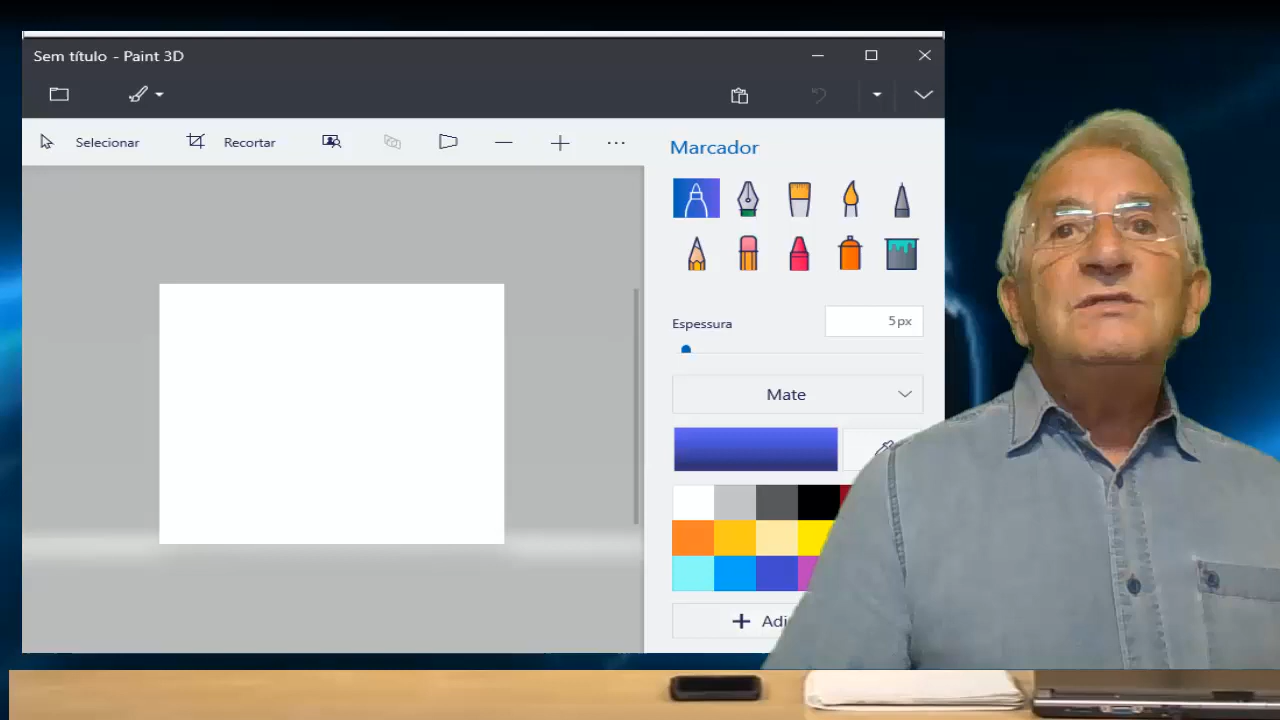 Sem título - Paint 3D
Selecionar
Recortar
Marcador
Espessura
5px
Mate